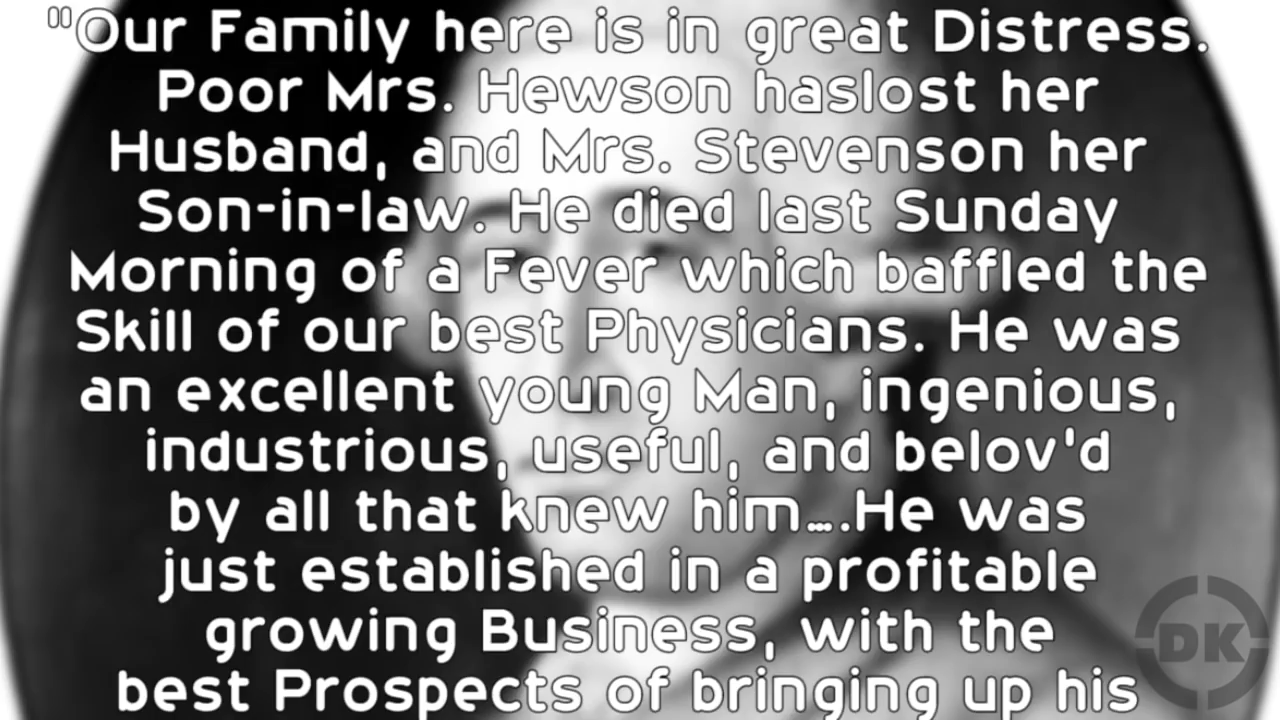 "Our Family here is in great Distress.
Poor Mrs. Hewson haslost her
Husband, and Mrs. Stevenson her
Son-in-law. He died last Sunday
Morning of a Fever which baffled the
Skill of our best Physicians. He was
an excellent young Man, ingenious,
industrious, useful, and belov'd
by all that knew him….He was
just established in a profitable
growing Business, with the
best Prospects of bringing up his
DK